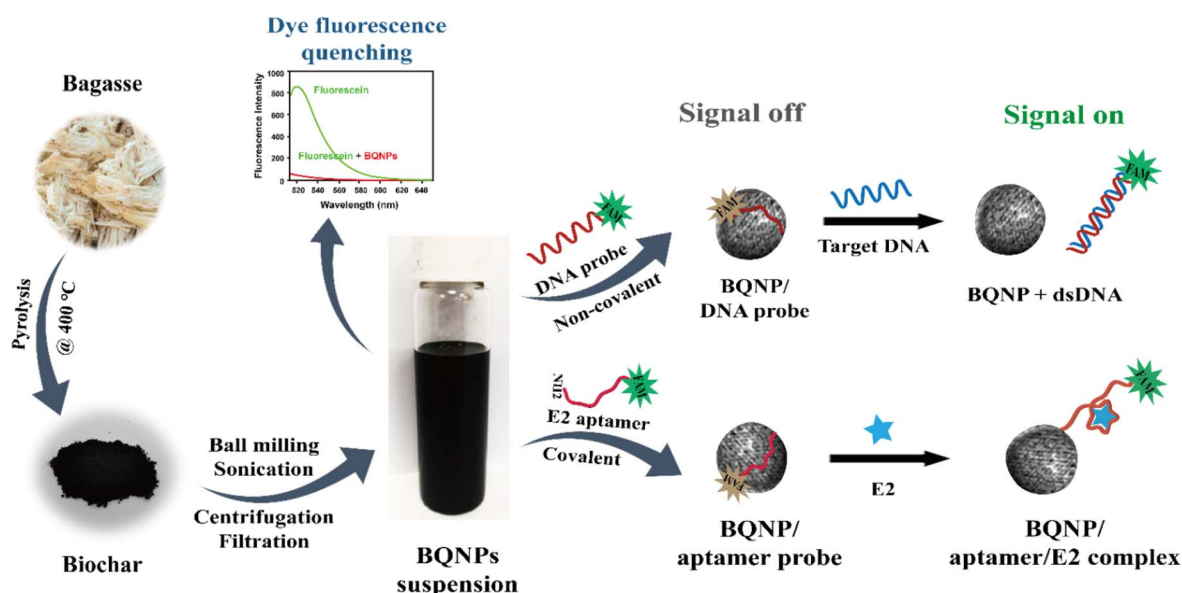 Dye fluorescence
quenching
1000
800
600
400
200
0
Fluorescence Intensity
Fluorescein
Fluorescein + BQNPs
520 540 560 580 600 620 640
Wavelength (nm)
Bagasse
Pyrolysis
@ 400 °C
Biochar
Ball milling
Sonication
Centrifugation
Filtration
BQNPs
suspension
Signal off
Signal on
FAM
DNA probe
Non-covalent
FAM
BQNP/
DNA probe
Target DNA
FAM
BQNP + dsDNA
NH2
FAM
E2 aptamer
Covalent
FAM
BQNP/
aptamer probe
E2
FAM
BQNP/
aptamer/E2 complex